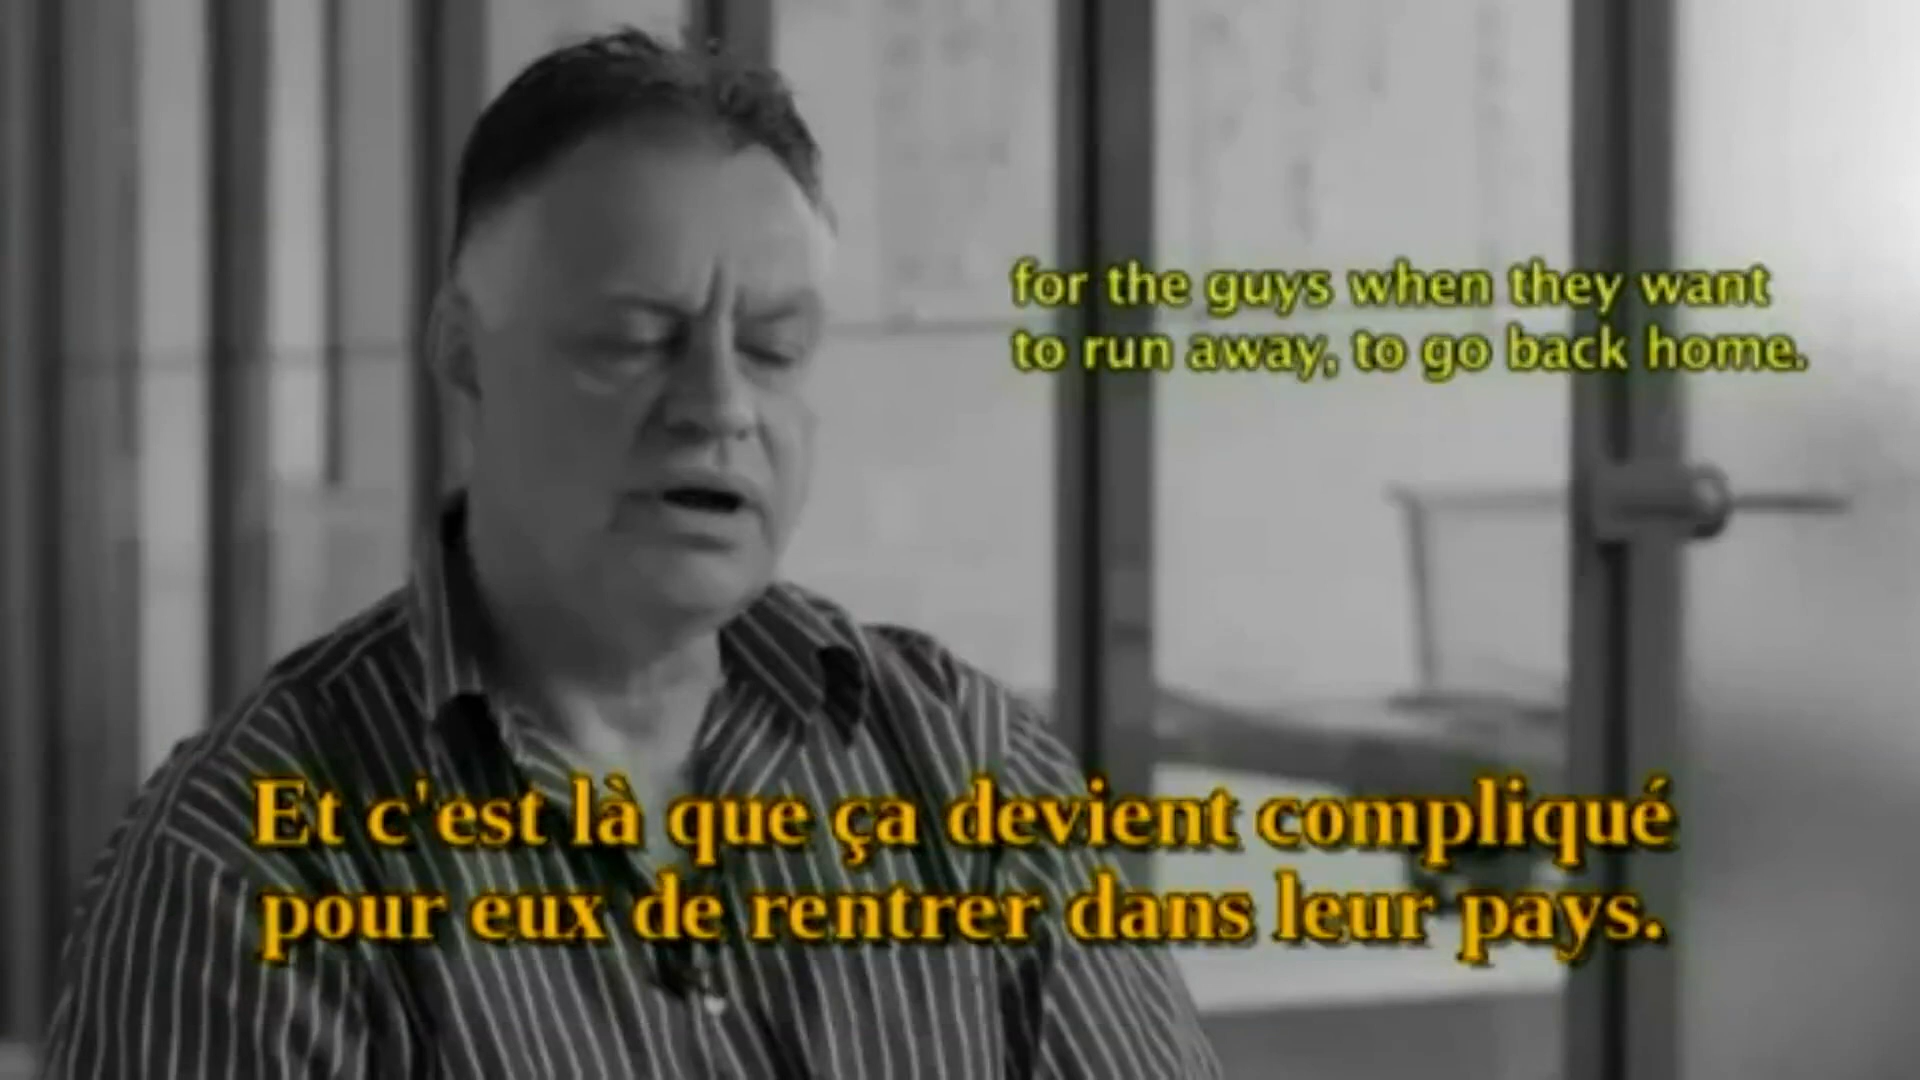 for the guys when they want
to run away, to go back home.
Et c'est là que ça devient compliqué
pour eux de rentrer dans leur pays.